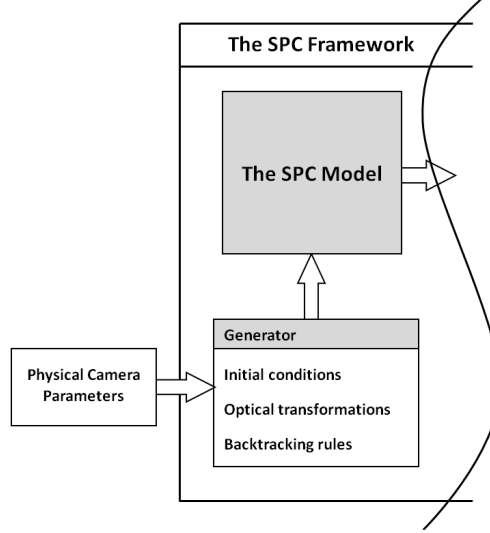 The SPC Framework
The SPC Model
Generator
Initial conditions
Optical transformations
Backtracking rules
Physical Camera
Parameters